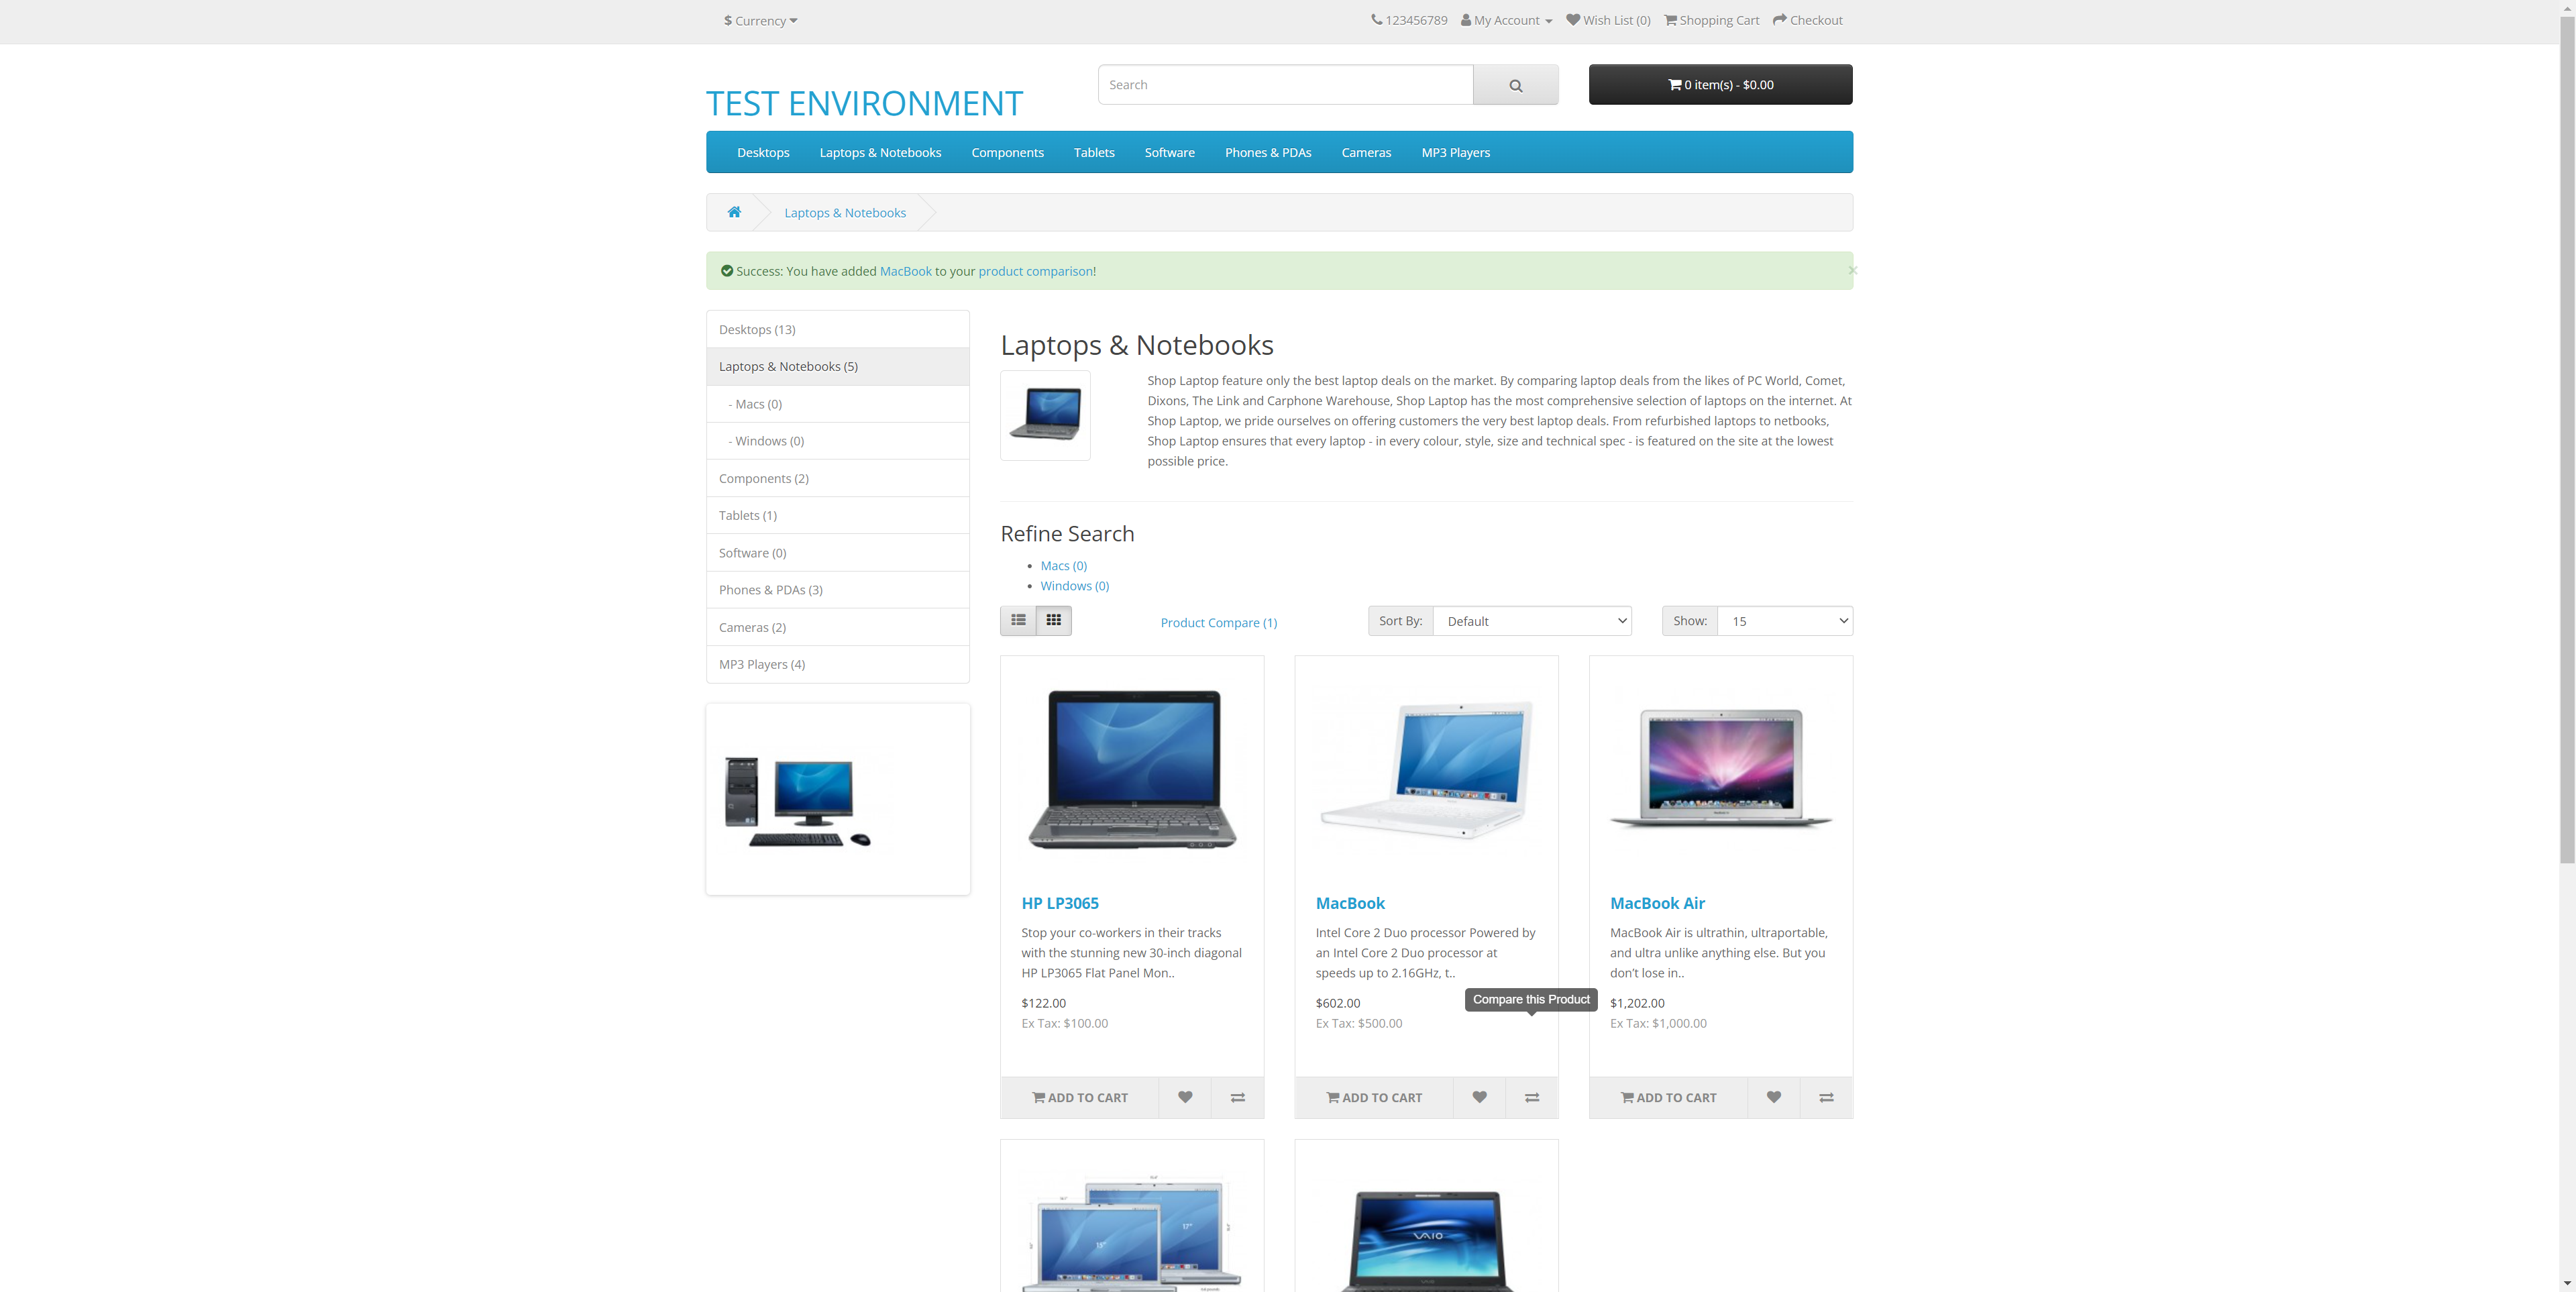 $ Currency
123456789 My Account Wish List (0) Shopping Cart Checkout
TEST ENVIRONMENT
Search
0 item(s) - $0.00
Desktops Laptops & Notebooks Components Tablets Software Phones & PDAs Cameras MP3 Players
Laptops & Notebooks
Success: You have added MacBook to your product comparison!
×
Desktops (13)
Laptops & Notebooks (5)
- Macs (0)
- Windows (0)
Components (2)
Tablets (1)
Software (0)
Phones & PDAs (3)
Cameras (2)
MP3 Players (4)
Laptops & Notebooks
Shop Laptop feature only the best laptop deals on the market. By comparing laptop deals from the likes of PC World, Comet,
Dixons, The Link and Carphone Warehouse, Shop Laptop has the most comprehensive selection of laptops on the internet. At
Shop Laptop, we pride ourselves on offering customers the very best laptop deals. From refurbished laptops to netbooks,
Shop Laptop ensures that every laptop - in every colour, style, size and technical spec - is featured on the site at the lowest
possible price.
Refine Search
• Macs (0)
• Windows (0)
Product Compare (1)
Sort By: Default
Show: 15
HP LP3065
Stop your co-workers in their tracks
with the stunning new 30-inch diagonal
HP LP3065 Flat Panel Mon..
$122.00
Ex Tax: $100.00
ADD TO CART
MacBook
Intel Core 2 Duo processor Powered by
an Intel Core 2 Duo processor at
speeds up to 2.16GHz, t..
$602.00
Ex Tax: $500.00
Compare this Product
ADD TO CART
MacBook Air
MacBook Air is ultrathin, ultraportable,
and ultra unlike anything else. But you
don't lose in..
$1,202.00
Ex Tax: $1,000.00
ADD TO CART
15"
17"
VAIO